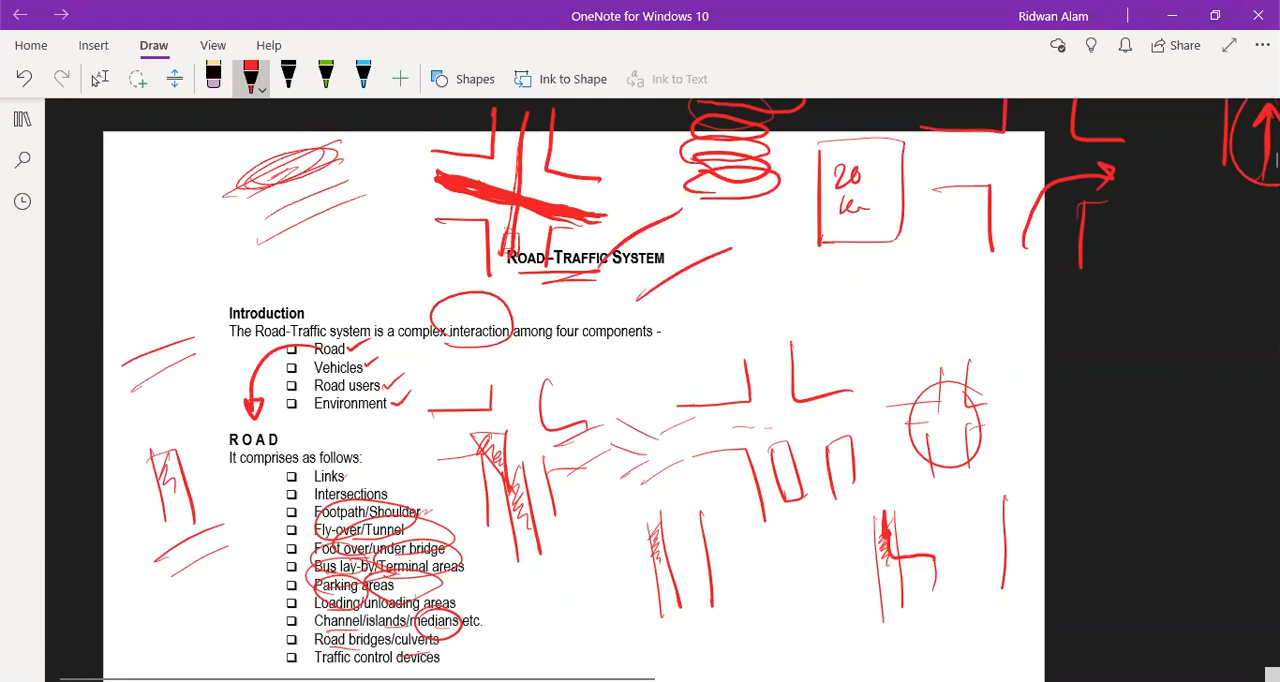 OneNote for Windows 10
Ridwan Alam
Home Insert Draw View Help
Share
Shapes Ink to Shape Ink to Text
20
ROAD-TRAFFIC SYSTEM
Introduction
The Road-Traffic system is a complex interaction among four components -
Road
Vehicles
Road users
Environment
ROAD
It comprises as follows:
Links
Intersections
Footpath/Shoulder
Fly-over/Tunnel
Foot over/under bridge
Bus lay-by/Terminal areas
Parking areas
Loading/unloading areas
Channel/islands/medians etc.
Road bridges/culverts
Traffic control devices